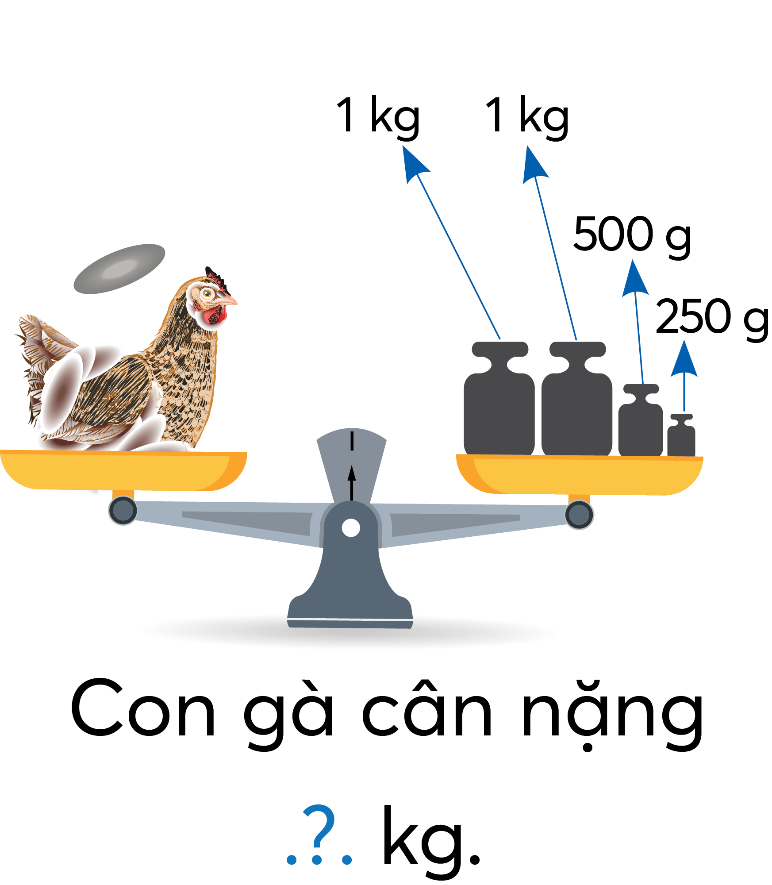 1 kg 1 kg
500 g
250 g
Con gà cân nặng
.?. kg.